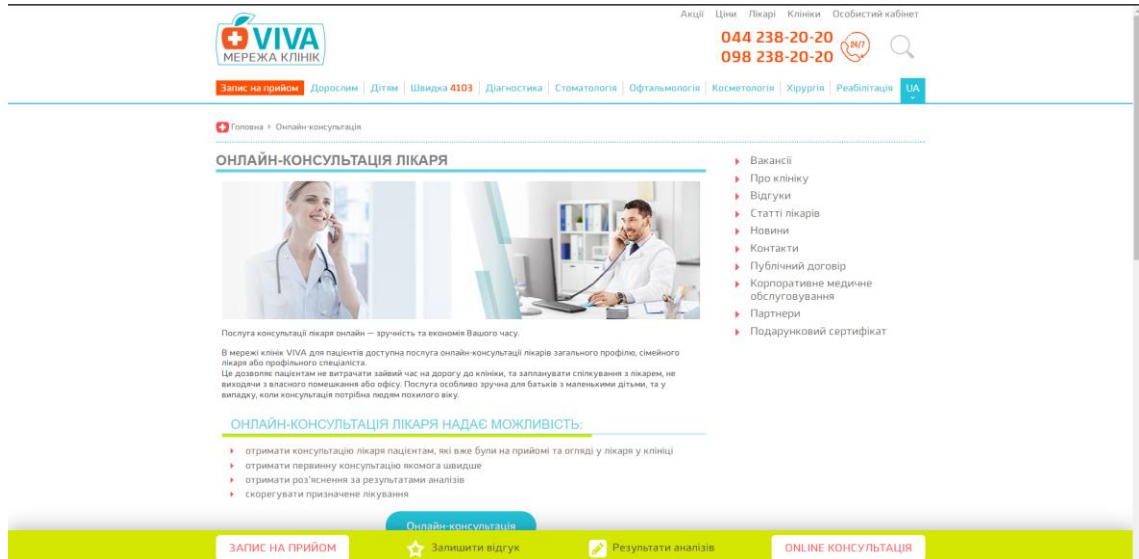 Акції Ціни Лікарі Клініки Особистий кабінет
VIVA
МЕРЕЖА КЛІНІК
044 238-20-20
098 238-20-20
24/7
Запис на прийом Дорослим Дітям Швидка 4103 Діагностика Стоматологія Офтальмологія Косметологія Хірургія Реабілітація UA
Головна Онлайн-консультація
ОНЛАЙН-КОНСУЛЬТАЦІЯ ЛІКАРЯ
Послуга консультації лікаря онлайн — зручність та економія Вашого часу.
В мережі клінік VIVA для пацієнтів доступна послуга онлайн-консультації лікарів загального профілю, сімейного
лікаря або профільного спеціаліста.
Це дозволяє пацієнтам не витрачати зайвий час на дорогу до клініки, та запланувати спілкування з лікарем, не
виходячи з власного помешкання або офісу. Послуга особливо зручна для батьків з маленькими дітьми, та у
випадку, коли консультація потрібна людям похилого віку.
ОНЛАЙН-КОНСУЛЬТАЦІЯ ЛІКАРЯ НАДАЄ МОЖЛИВІСТЬ:
отримати консультацію лікаря пацієнтам, які вже були на прийомі та огляді у лікаря у клініці
отримати первинну консультацію якомога швидше
отримати роз'яснення за результатами аналізів
скорегувати призначене лікування
Онлайн-консультація
Вакансії
Про клініку
Відгуки
Статті лікарів
Новини
Контакти
Публічний договір
Корпоративне медичне
обслуговування
Партнери
Подарунковий сертифікат
ЗАПИС НА ПРИЙОМ Залишити відгук Результати аналізів ONLINE КОНСУЛЬТАЦІЯ